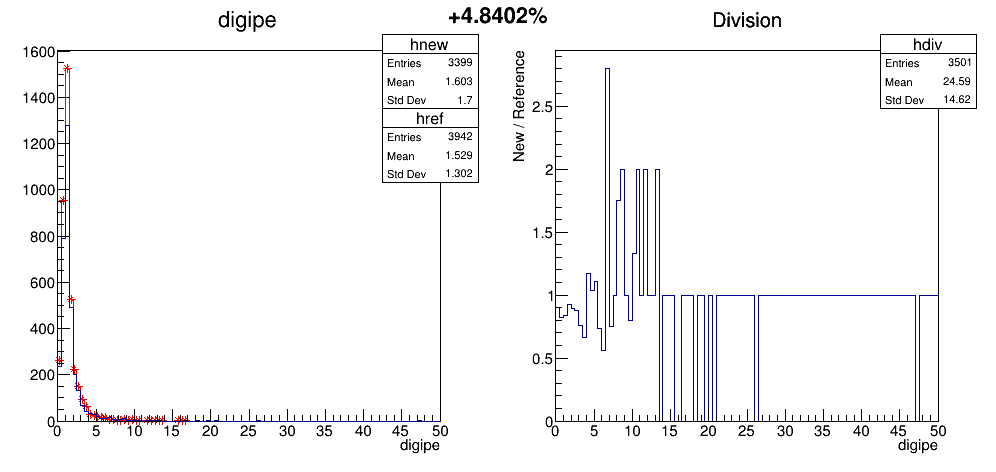 +4.8402%
digipe
hnew
Entries 3399
Mean 1.603
Std Dev 1.7
href
Entries 3942
Mean 1.529
Std Dev 1.302
1600
1400
1200
1000
800
600
400
200
0
0 5 10 15 20 25 30 35 40 45 50
digipe
Division
hdiv
Entries 3501
Mean 24.59
Std Dev 14.62
New / Reference
2.5
2
1.5
1
0.5
0
0 5 10 15 20 25 30 35 40 45 50
digipe